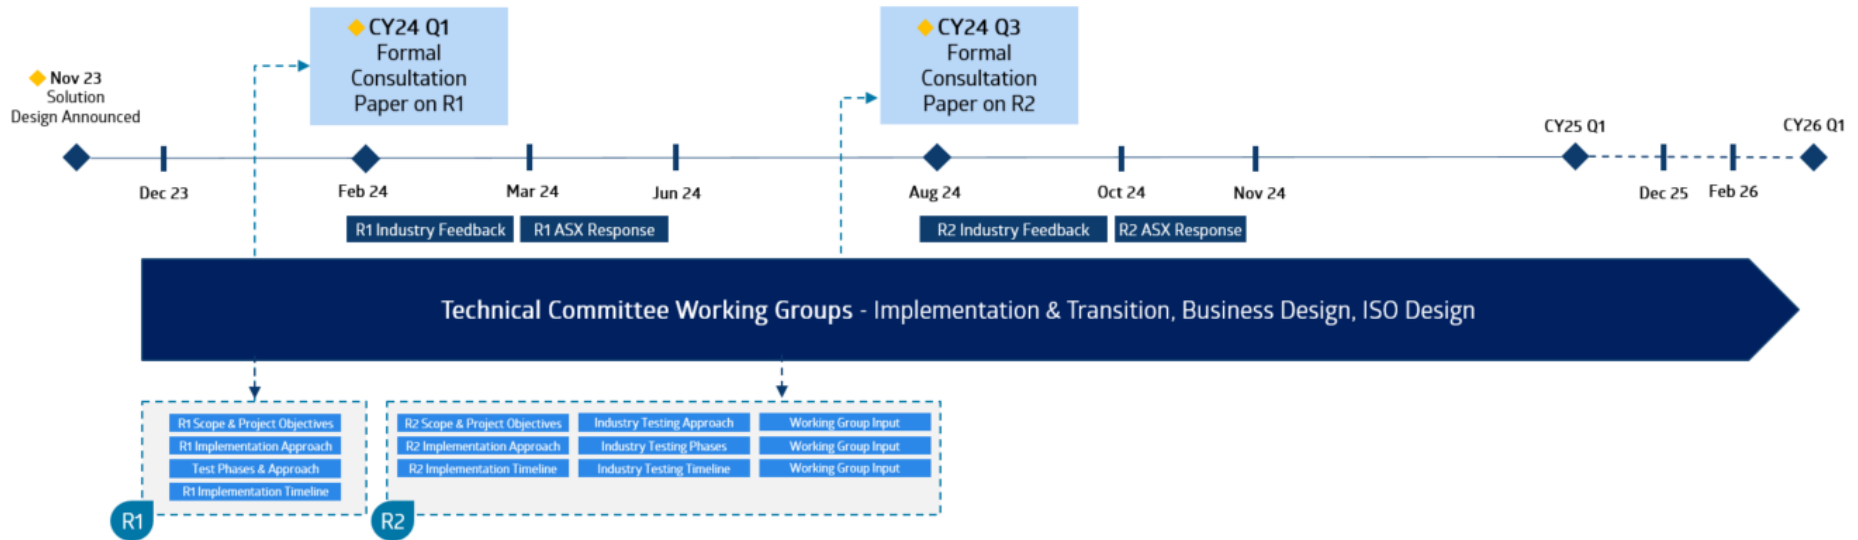 Nov 23
Solution
Design Announced
CY24 Q1
Formal
Consultation
Paper on R1
CY24 Q3
Formal
Consultation
Paper on R2
CY25 Q1
CY26 Q1
Dec 23
Feb 24
Mar 24
Jun 24
Aug 24
Oct 24
Nov 24
Dec 25
Feb 26
R1 Industry Feedback
R1 ASX Response
R2 Industry Feedback
R2 ASX Response
Technical Committee Working Groups - Implementation & Transition, Business Design, ISO Design
R1 Scope & Project Objectives
R1 Implementation Approach
Test Phases & Approach
R1 Implementation Timeline
R1
R2 Scope & Project Objectives
R2 Implementation Approach
R2 Implementation Timeline
Industry Testing Approach
Industry Testing Phases
Industry Testing Timeline
Working Group Input
Working Group Input
Working Group Input
R2